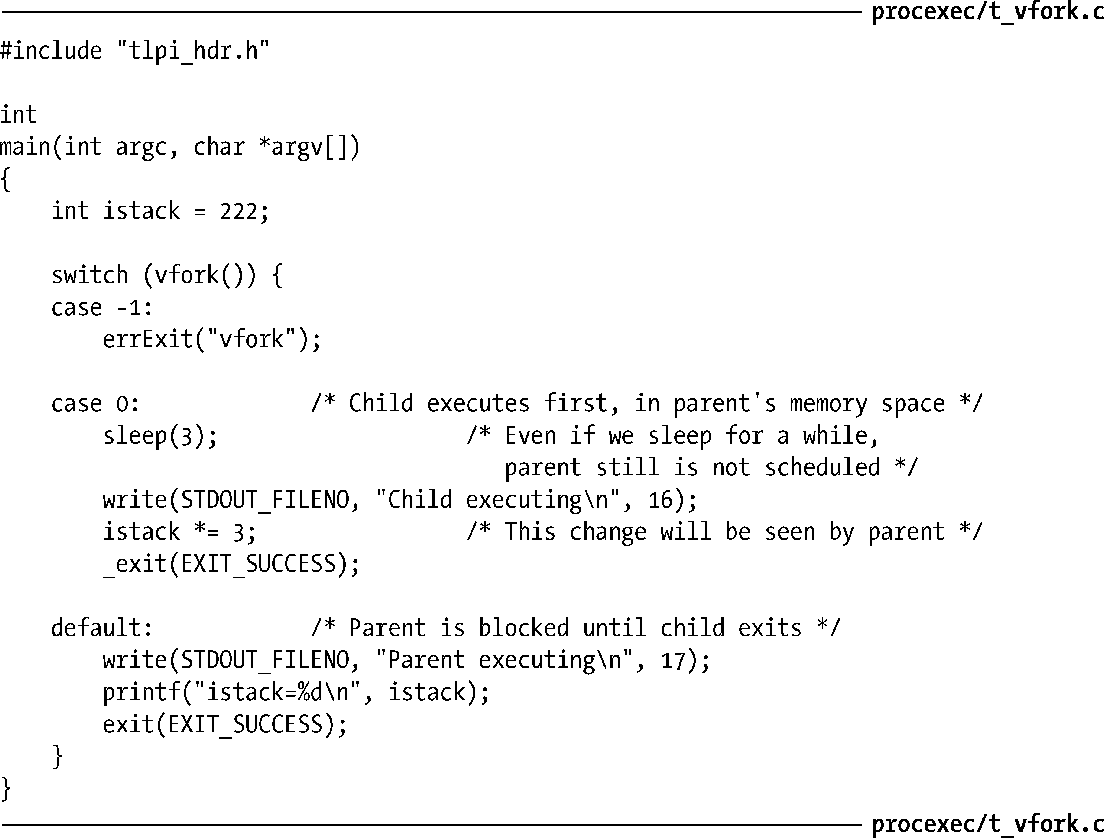 procexec/t_vfork.c
#include "tlpi_hdr.h"
int
main(int argc, char *argv[])
{
    int istack = 222;
    switch (vfork()) {
    case -1:
        errExit("vfork");
    case 0:             /* Child executes first, in parent's memory space */
        sleep(3);                   /* Even if we sleep for a while,
                                       parent still is not scheduled */
        write(STDOUT_FILENO, "Child executing\n", 16);
        istack *= 3;                /* This change will be seen by parent */
        _exit(EXIT_SUCCESS);
    default:            /* Parent is blocked until child exits */
        write(STDOUT_FILENO, "Parent executing\n", 17);
        printf("istack=%d\n", istack);
        exit(EXIT_SUCCESS);
    }
}
procexec/t_vfork.c